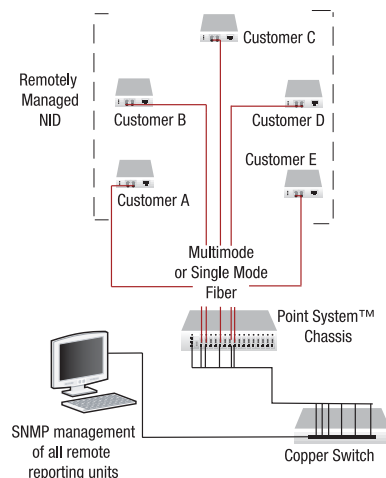 Customer C
Remotely
Managed
NID
Customer B
Customer D
Customer E
Customer A
Multimode
or Single Mode
Fiber
Point System™
Chassis
SNMP management
of all remote
reporting units
Copper Switch